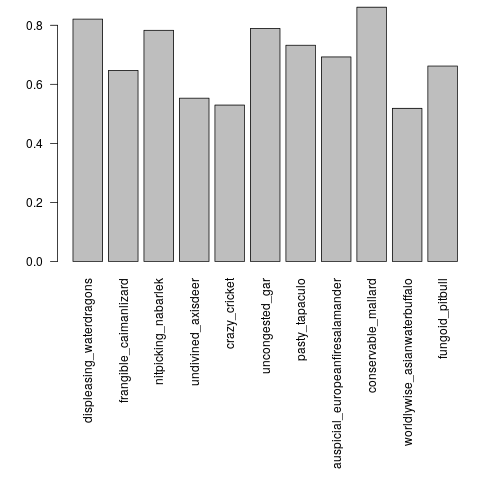 0.8
0.6
0.4
0.2
0.0
displeasing_waterdragons
frangible_caimanlizard
nitpicking_nabarlek
undivined_axisdeer
crazy_cricket
uncongested_gar
pasty_tapaculo
auspicial_europeanfiresalamander
conservable_mallard
worldlywise_asianwaterbuffalo
fungoid_pitbull